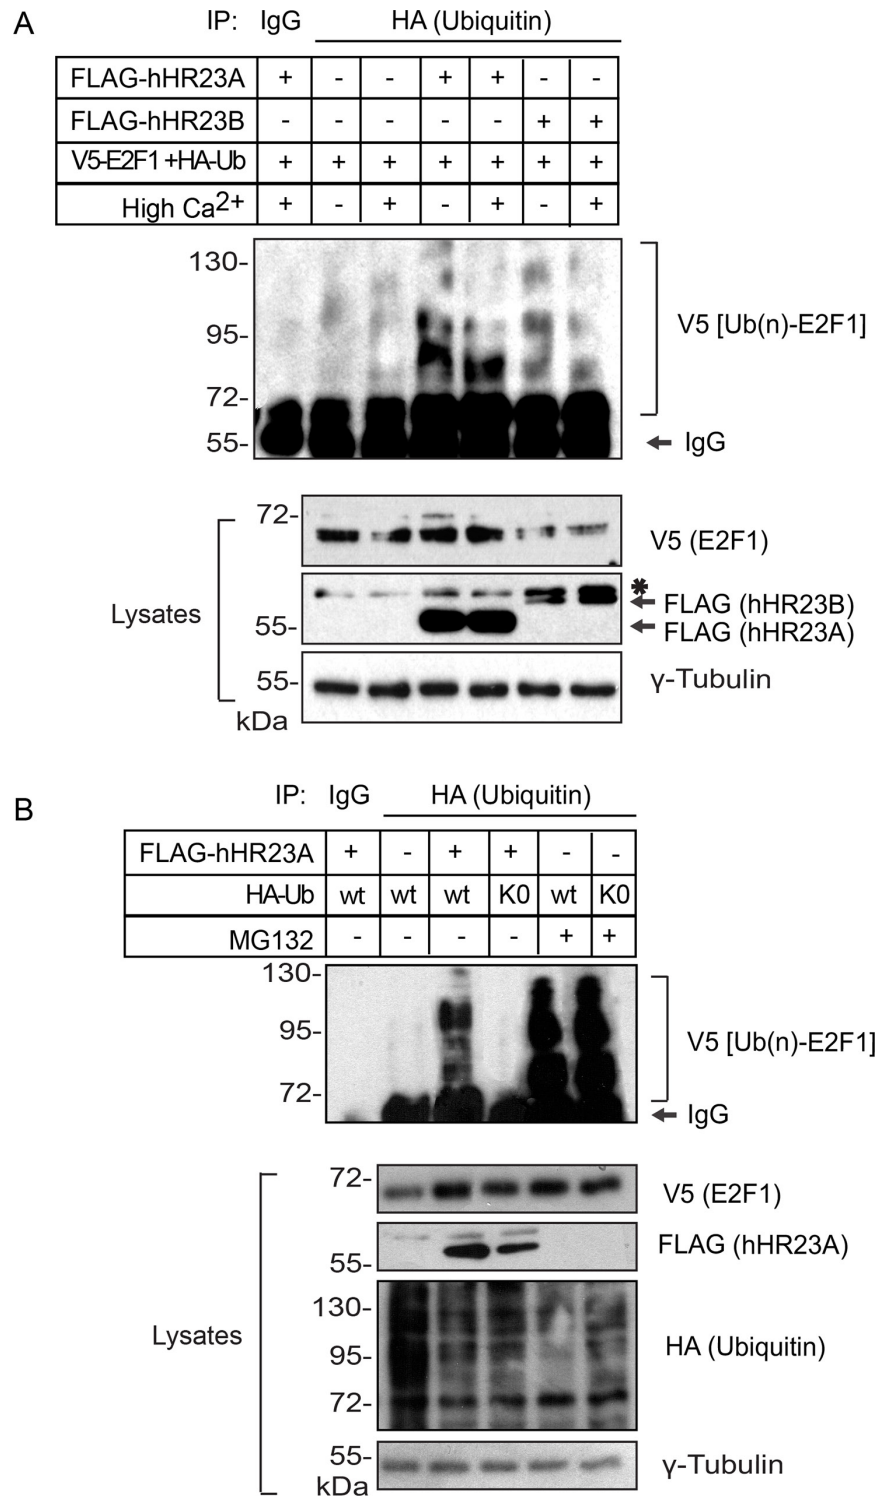 A
IP: IgG HA (Ubiquitin)
FLAG-hHR23A + - - + + - -
FLAG-hHR23B - - - - - + +
V5-E2F1 +HA-Ub + + + + + + +
High Ca2+ + - + - + - +
130-
95-
V5 [Ub(n)-E2F1]
72-
55-
IgG
72-
V5 (E2F1)
*
FLAG (hHR23B)
Lysates
55-
FLAG (hHR23A)
55-
γ-Tubulin
kDa
B
IP: IgG HA (Ubiquitin)
FLAG-hHR23A + - + + - -
HA-Ub wt wt wt K0 wt K0
MG132 - - - - + +
130-
95-
V5 [Ub(n)-E2F1]
72-
IgG
72-
V5 (E2F1)
FLAG (hHR23A)
55-
130-
Lysates
HA (Ubiquitin)
95-
72-
55-
γ-Tubulin
kDa